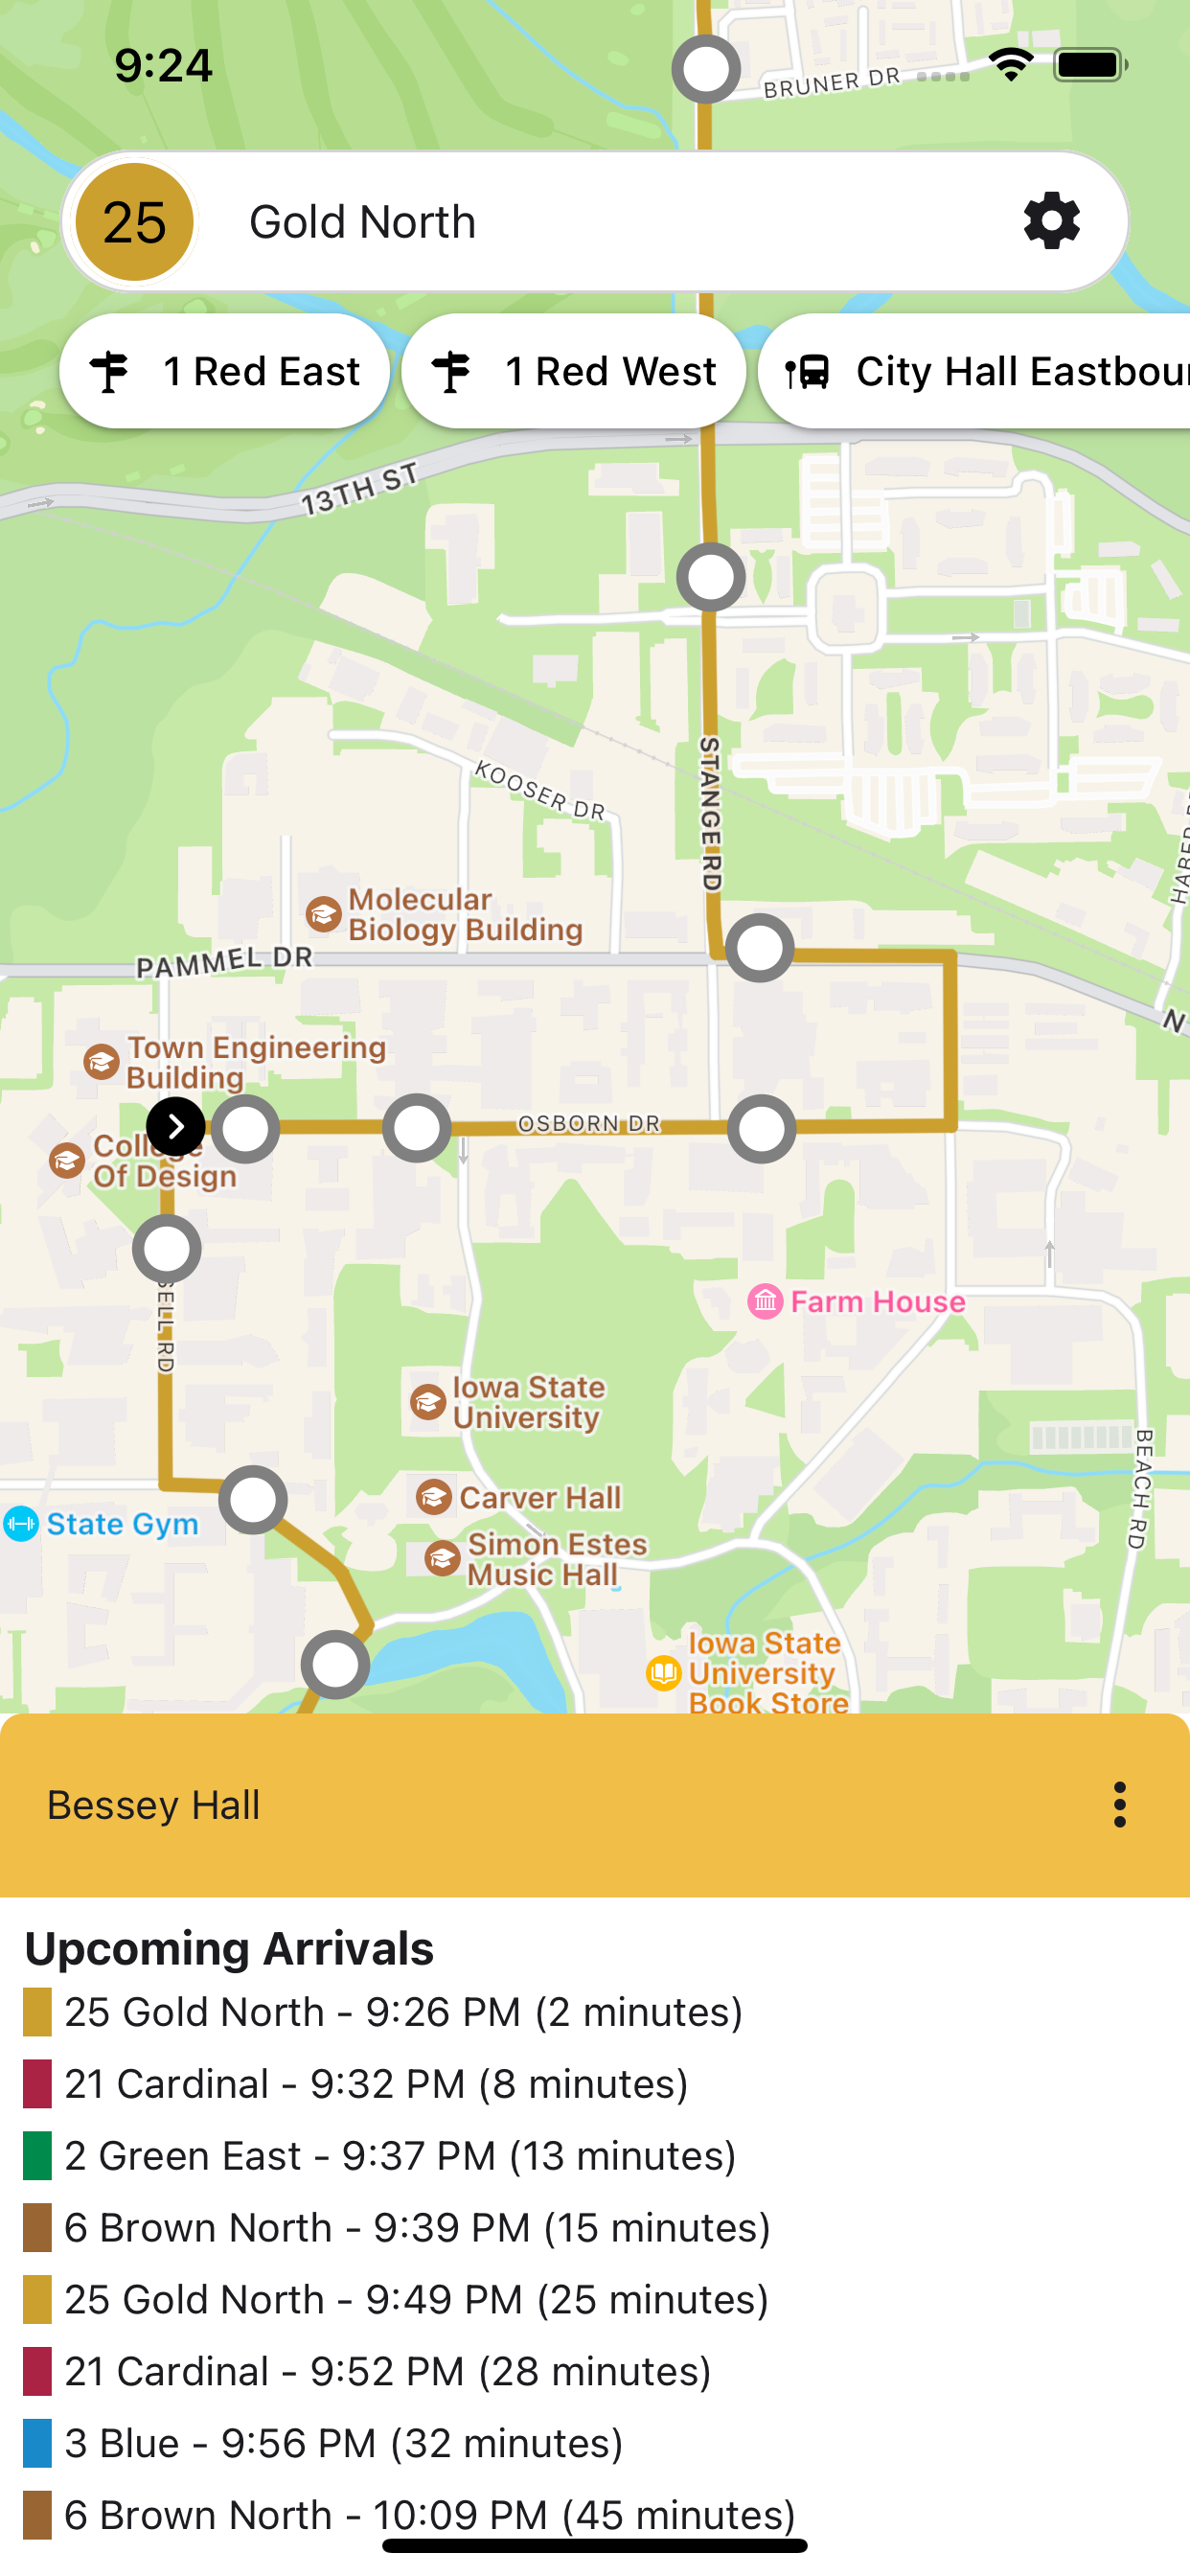 9:24
BRUNER DR
25
Gold North
1 Red East
1 Red West
City Hall
13TH ST
KOOSER DR
STANGE RD
Molecular
Biology Building
PAMMEL DR
N
Town Engineering
Building
OSBORN DR
College
Of Design
Farm House
Iowa State
University
BEACH RD
Carver Hall
State Gym
Simon Estes
Music Hall
Iowa State
University
Book Store
Bessey Hall
Upcoming Arrivals
25 Gold North - 9:26 PM (2 minutes)
21 Cardinal - 9:32 PM (8 minutes)
2 Green East - 9:37 PM (13 minutes)
6 Brown North - 9:39 PM (15 minutes)
25 Gold North - 9:49 PM (25 minutes)
21 Cardinal - 9:52 PM (28 minutes)
3 Blue - 9:56 PM (32 minutes)
6 Brown North - 10:09 PM (45 minutes)